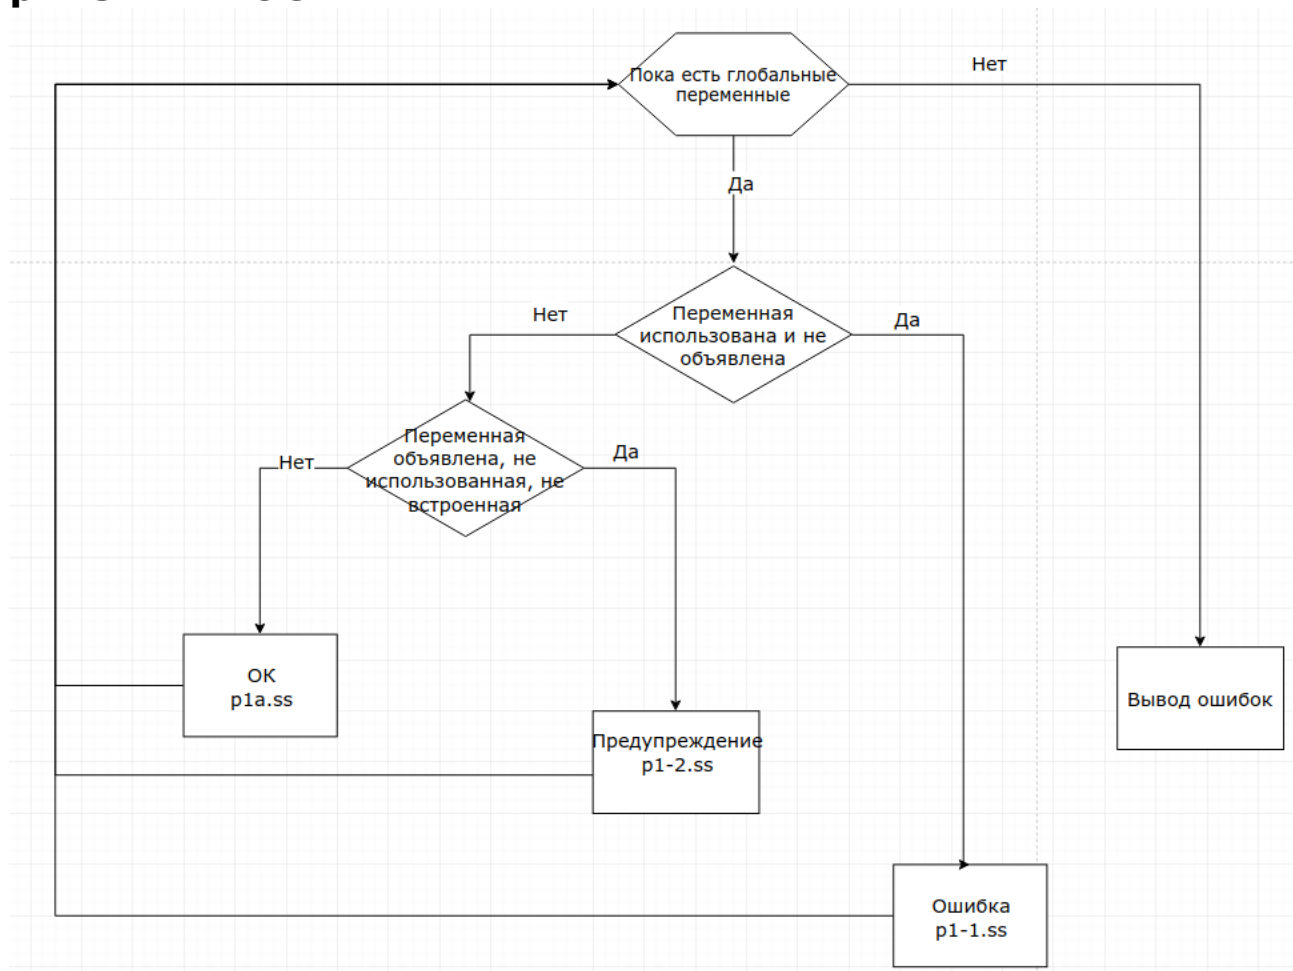 Пока есть глобальные
переменные
Нет
Да
Переменная
использована и не
объявлена
Нет
Да
Переменная
объявлена, не
использованная, не
встроенная
Нет
Да
ОК
p1a.ss
Предупреждение
p1-2.ss
Вывод ошибок
Ошибка
p1-1.ss